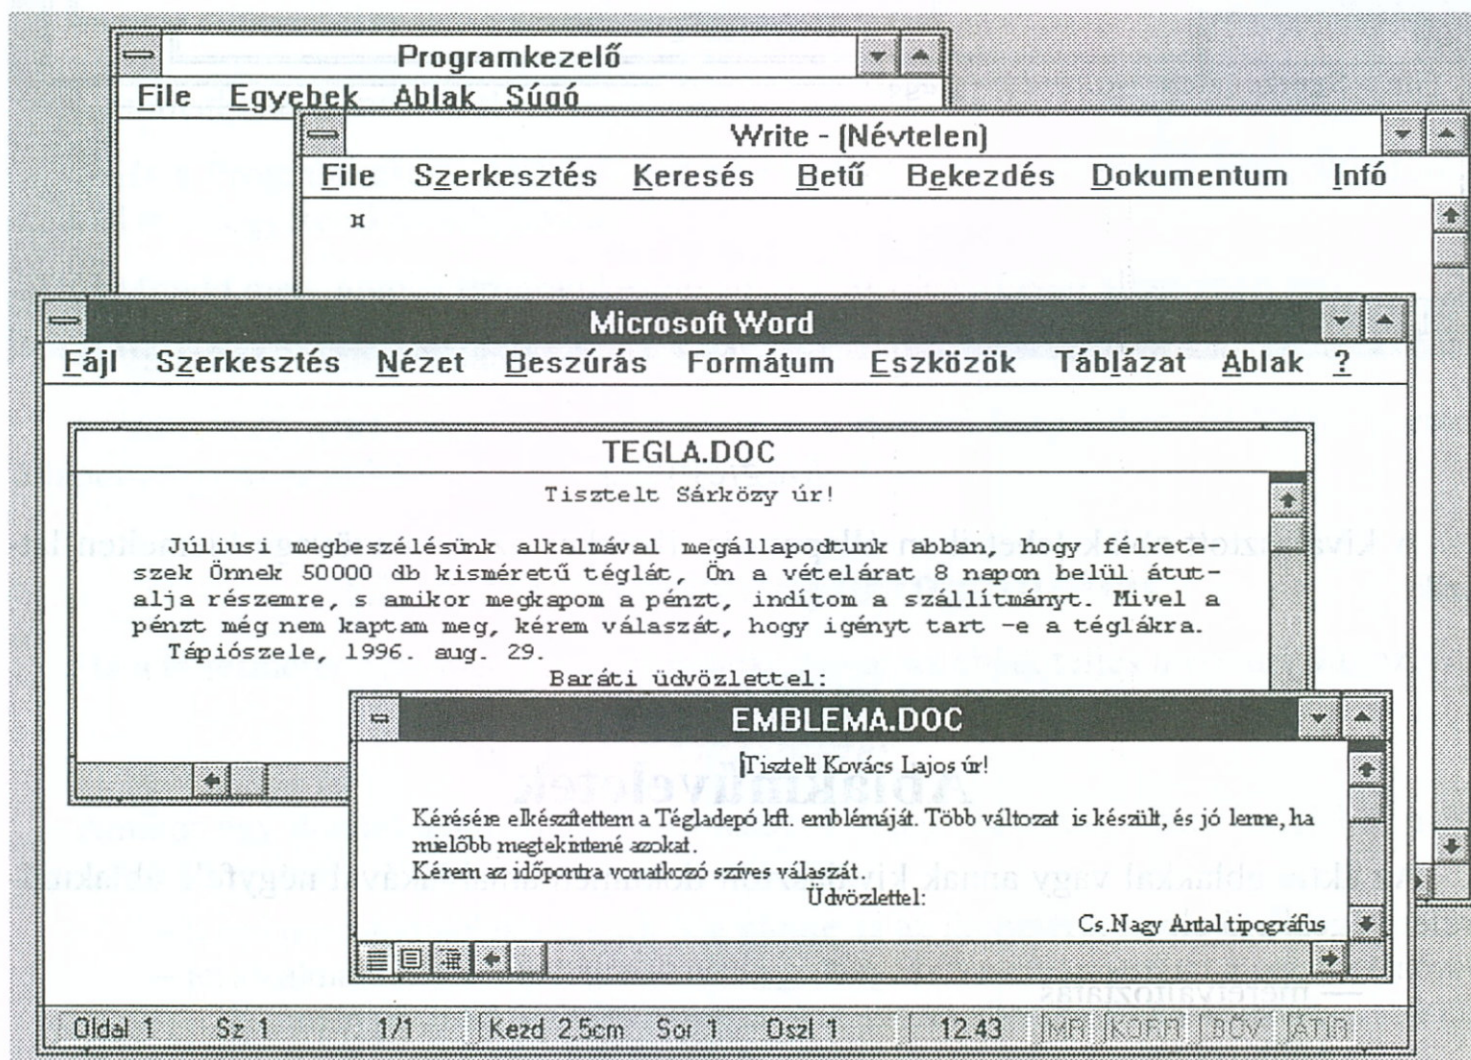 Programkezelő
File Egyebek Ablak Súgó
Write - (Névtelen)
File Szerkesztés Keresés Betű Bekezdés Dokumentum Infó
¤
Microsoft Word
Fájl Szerkesztés Nézet Beszúrás Formátum Eszközök Táblázat Ablak ?
TEGLA.DOC
Tisztelt Sárközy úr!
Júliusi megbeszélésünk alkalmával megállapodtunk abban, hogy félrete-
szek Önnek 50000 db kisméretű téglát, Ön a vételárat 8 napon belül átut-
alja részemre, s amikor megkapom a pénzt, indítom a szállítmányt. Mivel a
pénzt még nem kaptam meg, kérem válaszát, hogy igényt tart -e a téglákra.
Tápiószele, 1996. aug. 29.
Baráti üdvözlettel:
EMBLEMA.DOC
Tisztelt Kovács Lajos úr!
Kérésére elkészítettem a Tégladepó kft. emblémáját. Több változat is készült, és jó lenne, ha
mielőbb megtekintené azokat.
Kérem az időpontra vonatkozó szíves válaszát.
Üdvözlettel:
Cs.Nagy Antal tipográfus
Oldal 1 Sz 1 1/1 Kezd 2,5cm Sor 1 Oszl 1 12.43 MR KORR BŐV ÁTÍR